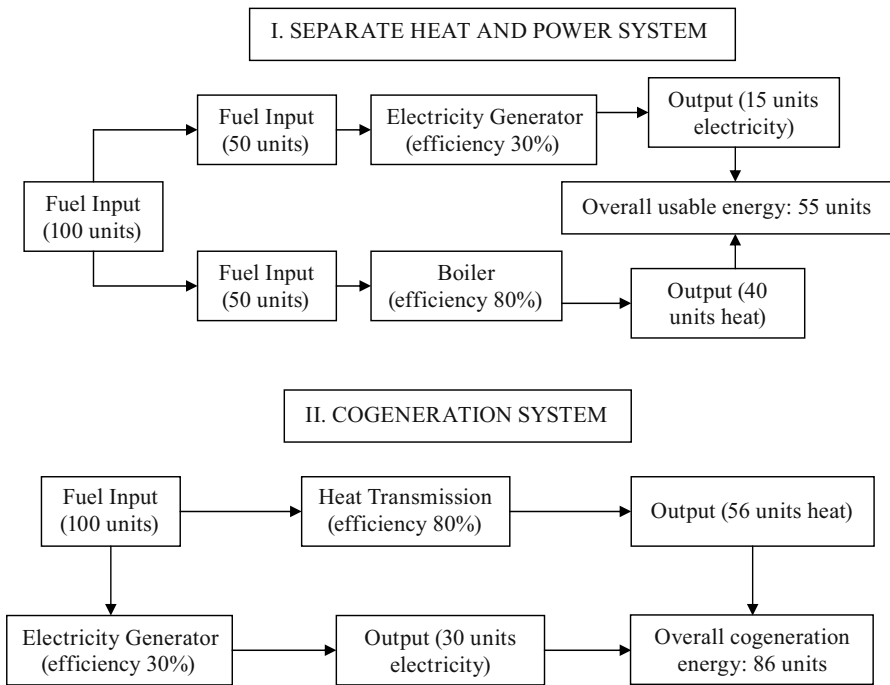 I. SEPARATE HEAT AND POWER SYSTEM
Fuel Input
(50 units)
Electricity Generator
(efficiency 30%)
Output (15 units
electricity)
Fuel Input
(100 units)
Overall usable energy: 55 units
Fuel Input
(50 units)
Boiler
(efficiency 80%)
Output (40
units heat)
II. COGENERATION SYSTEM
Fuel Input
(100 units)
Heat Transmission
(efficiency 80%)
Output (56 units heat)
Electricity Generator
(efficiency 30%)
Output (30 units
electricity)
Overall cogeneration
energy: 86 units